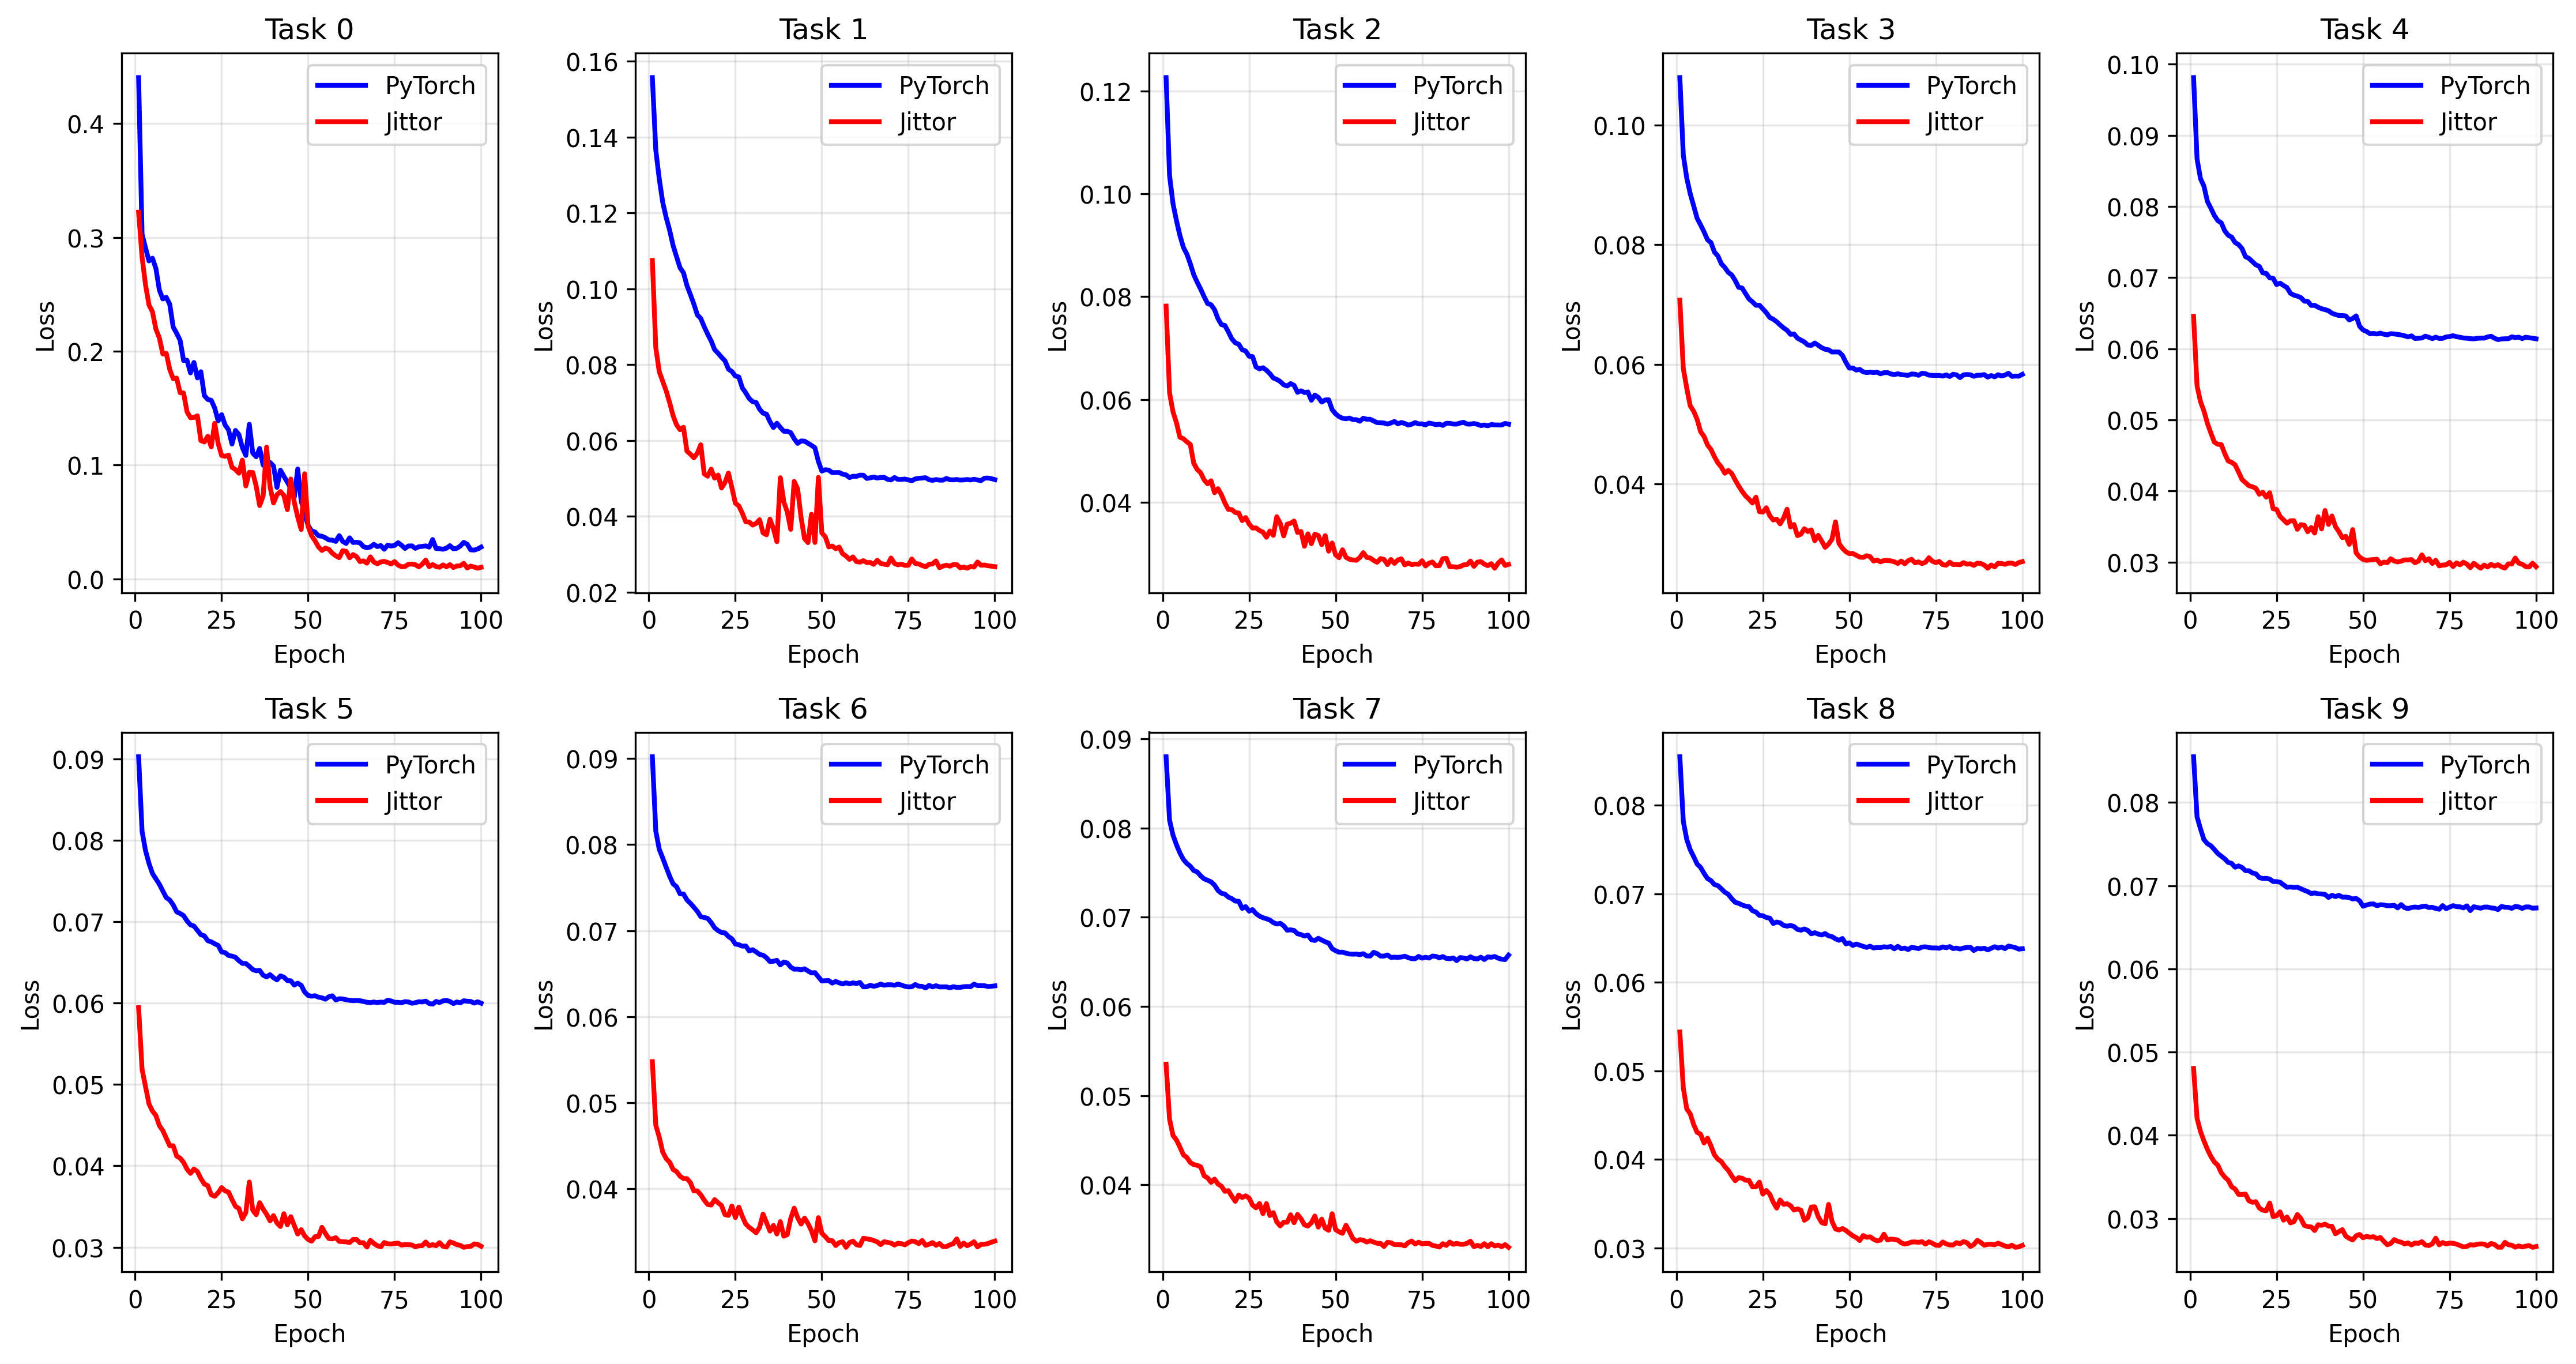 Task 0
PyTorch
Jittor
0.4
0.3
0.2
0.1
0.0
Loss
0 25 50 75 100
Epoch
Task 1
PyTorch
Jittor
0.16
0.14
0.12
0.10
0.08
0.06
0.04
0.02
Loss
0 25 50 75 100
Epoch
Task 2
PyTorch
Jittor
0.12
0.10
0.08
0.06
0.04
Loss
0 25 50 75 100
Epoch
Task 3
PyTorch
Jittor
0.10
0.08
0.06
0.04
Loss
0 25 50 75 100
Epoch
Task 4
PyTorch
Jittor
0.10
0.09
0.08
0.07
0.06
0.05
0.04
0.03
Loss
0 25 50 75 100
Epoch
Task 5
PyTorch
Jittor
0.09
0.08
0.07
0.06
0.05
0.04
0.03
Loss
0 25 50 75 100
Epoch
Task 6
PyTorch
Jittor
0.09
0.08
0.07
0.06
0.05
0.04
Loss
0 25 50 75 100
Epoch
Task 7
PyTorch
Jittor
0.09
0.08
0.07
0.06
0.05
0.04
Loss
0 25 50 75 100
Epoch
Task 8
PyTorch
Jittor
0.08
0.07
0.06
0.05
0.04
0.03
Loss
0 25 50 75 100
Epoch
Task 9
PyTorch
Jittor
0.08
0.07
0.06
0.05
0.04
0.03
Loss
0 25 50 75 100
Epoch